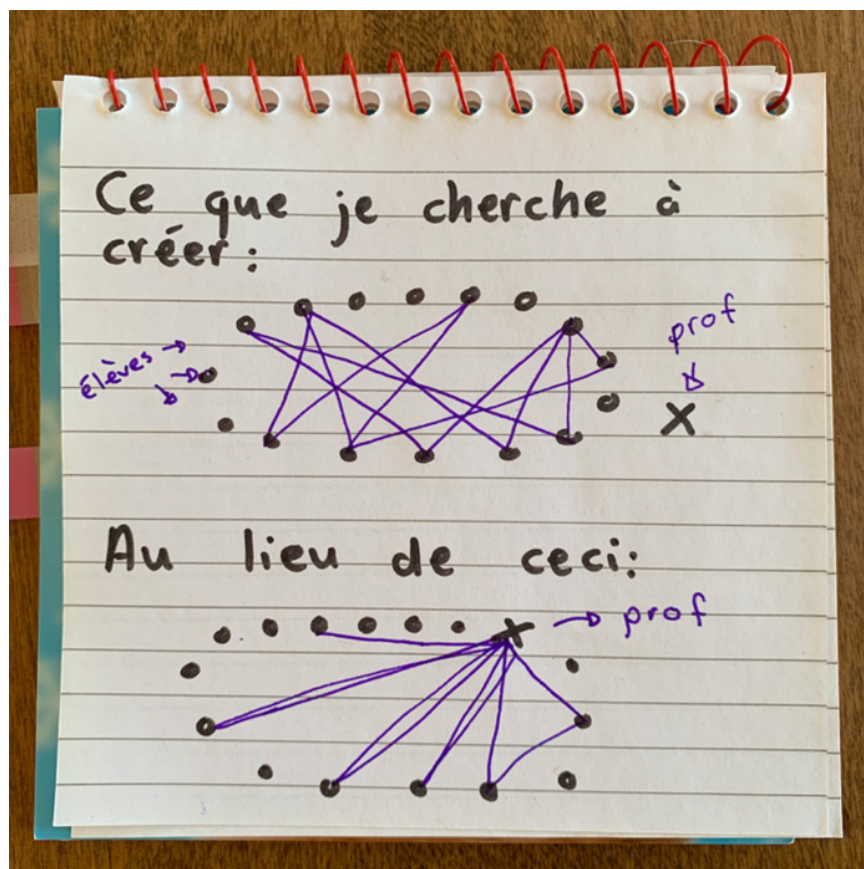 Ce que je cherche à
créer:
élèves
prof
Au lieu de ceci:
prof